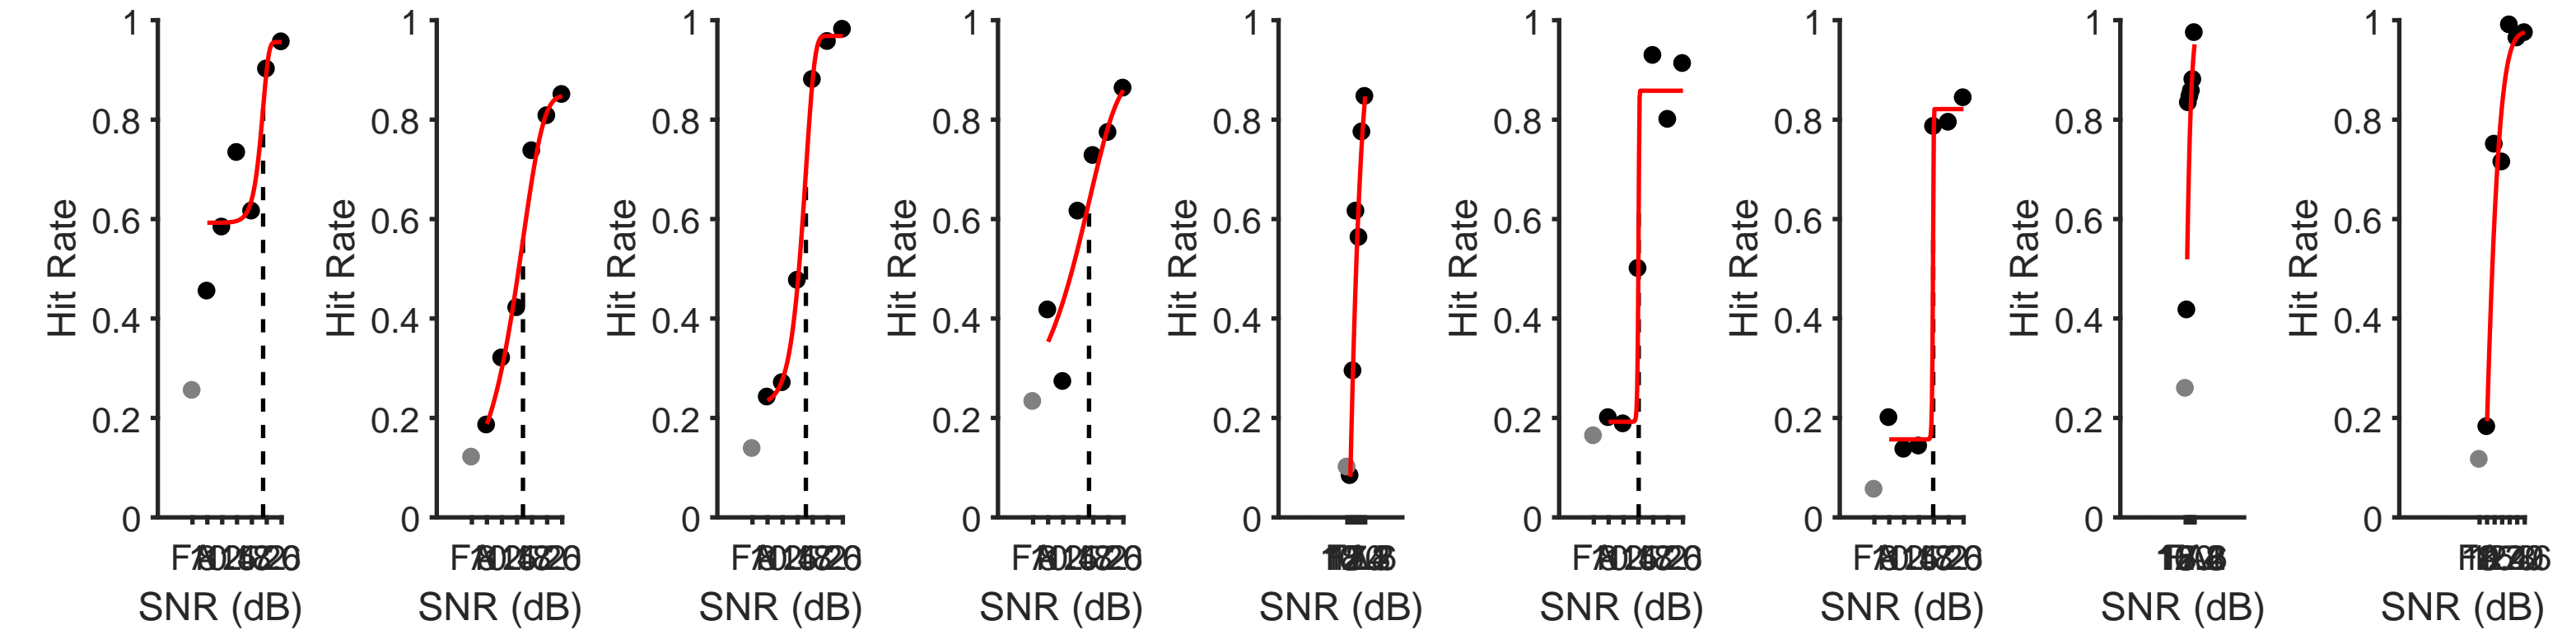 1 1 1 1 1 1 1 1 1
0.8 0.8 0.8 0.8 0.8 0.8 0.8 0.8 0.8
0.6 0.6 0.6 0.6 0.6 0.6 0.6 0.6 0.6
0.4 0.4 0.4 0.4 0.4 0.4 0.4 0.4 0.4
0.2 0.2 0.2 0.2 0.2 0.2 0.2 0.2 0.2
0 0 0 0 0 0 0 0 0
Hit Rate Hit Rate Hit Rate Hit Rate Hit Rate Hit Rate Hit Rate Hit Rate Hit Rate
SNR (dB) SNR (dB) SNR (dB) SNR (dB) SNR (dB) SNR (dB) SNR (dB) SNR (dB) SNR (dB)